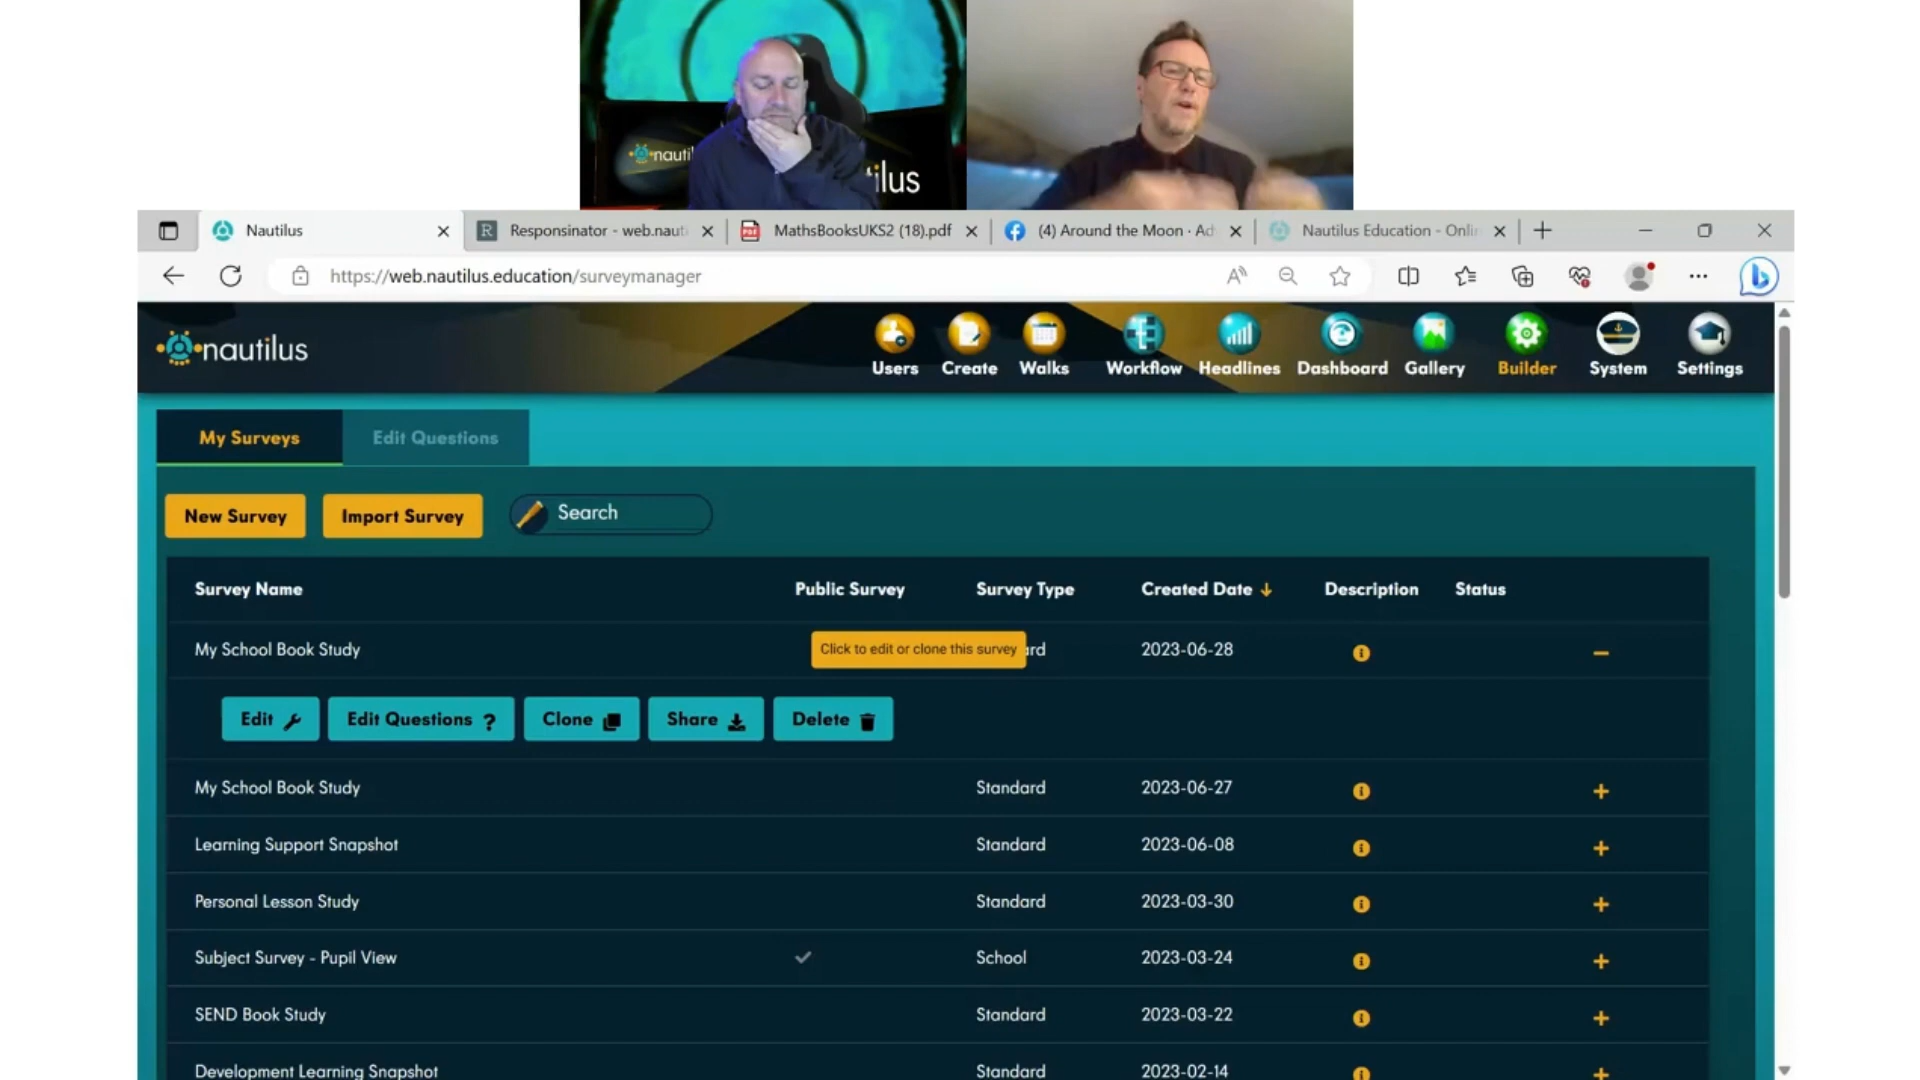 nautil
ilus
Nautilus
Responsinator - web.nauti
MathsBooksUKS2 (18).pdf
(4) Around the Moon · Ad
Nautilus Education - Onlin
https://web.nautilus.education/surveymanager
nautilus
Users
Create
Walks
Workflow
Headlines
Dashboard
Gallery
Builder
System
Settings
My Surveys
Edit Questions
New Survey
Import Survey
Search
Survey Name Public Survey Survey Type Created Date Description Status
My School Book Study Click to edit or clone this survey rd 2023-06-28
Edit
Edit Questions ?
Clone
Share
Delete
My School Book Study Standard 2023-06-27
Learning Support Snapshot Standard 2023-06-08
Personal Lesson Study Standard 2023-03-30
Subject Survey - Pupil View School 2023-03-24
SEND Book Study Standard 2023-03-22
Development Learning Snapshot Standard 2023-02-14